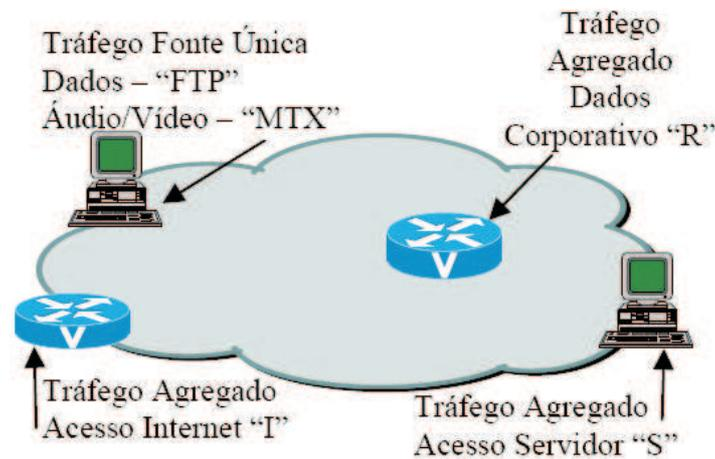 Tráfego Fonte Única
Dados – “FTP”
Áudio/Vídeo – “MTX”
Tráfego
Agregado
Dados
Corporativo “R”
V
V
Tráfego Agregado
Acesso Internet “I”
Tráfego Agregado
Acesso Servidor “S”